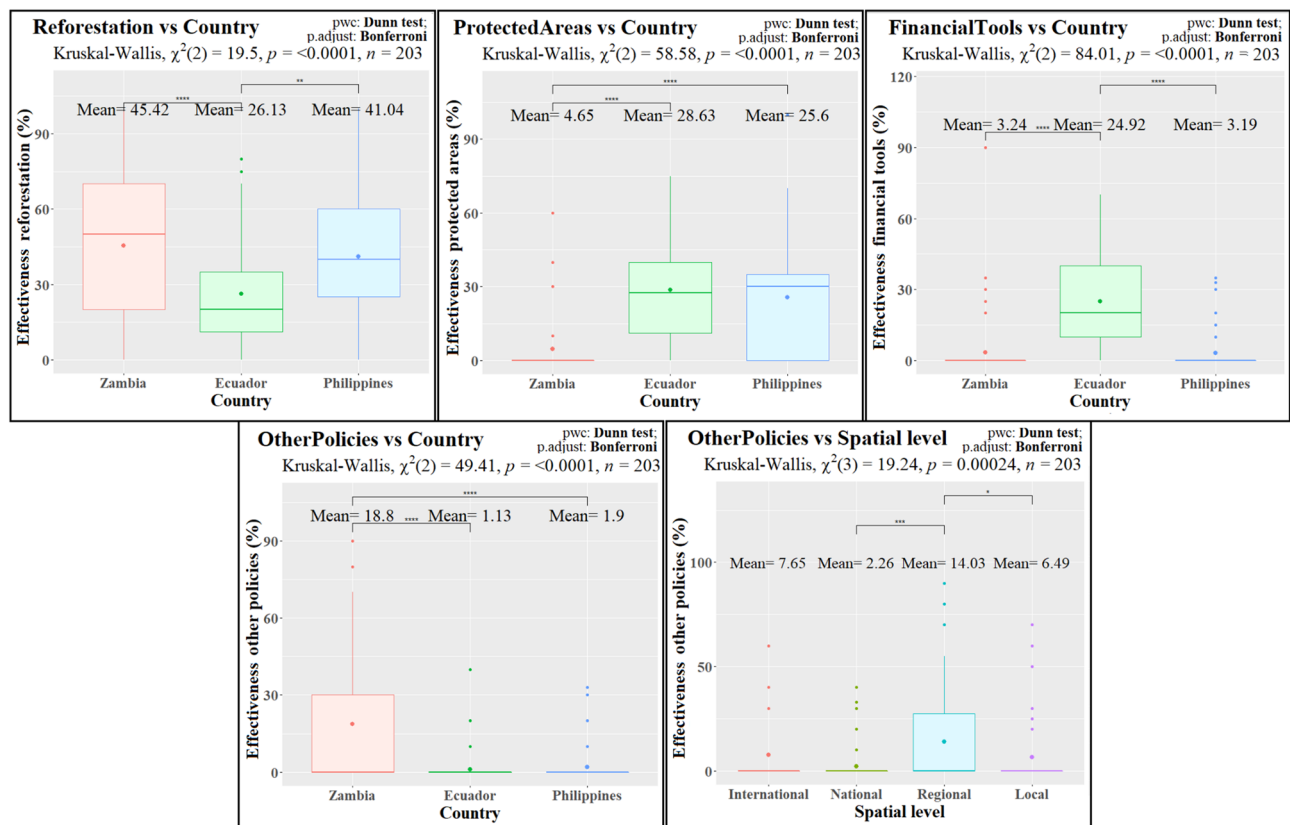 Reforestation vs Country
pwc: Dunn test;
p.adjust: Bonferroni
Kruskal-Wallis, χ²(2) = 19.5, p = <0.0001, n = 203
**
****
Mean= 45.42 Mean= 26.13 Mean= 41.04
90
60
30
0
Effectiveness reforestation (%)
Zambia Ecuador Philippines
Country
ProtectedAreas vs Country
pwc: Dunn test;
p.adjust: Bonferroni
Kruskal-Wallis, χ²(2) = 58.58, p = <0.0001, n = 203
****
****
Mean= 4.65 Mean= 28.63 Mean= 25.6
90
60
30
0
Effectiveness protected areas (%)
Zambia Ecuador Philippines
Country
FinancialTools vs Country
pwc: Dunn test;
p.adjust: Bonferroni
Kruskal-Wallis, χ²(2) = 84.01, p = <0.0001, n = 203
120
****
Mean= 3.24 Mean= 24.92 Mean= 3.19
****
90
60
30
0
Effectiveness financial tools (%)
Zambia Ecuador Philippines
Country
OtherPolicies vs Country
pwc: Dunn test;
p.adjust: Bonferroni
Kruskal-Wallis, χ²(2) = 49.41, p = <0.0001, n = 203
****
Mean= 18.8 Mean= 1.13 Mean= 1.9
****
90
60
30
0
Effectiveness other policies (%)
Zambia Ecuador Philippines
Country
OtherPolicies vs Spatial level
pwc: Dunn test;
p.adjust: Bonferroni
Kruskal-Wallis, χ²(3) = 19.24, p = 0.00024, n = 203
*
***
Mean= 7.65 Mean= 2.26 Mean= 14.03 Mean= 6.49
100
50
0
Effectiveness other policies (%)
International National Regional Local
Spatial level